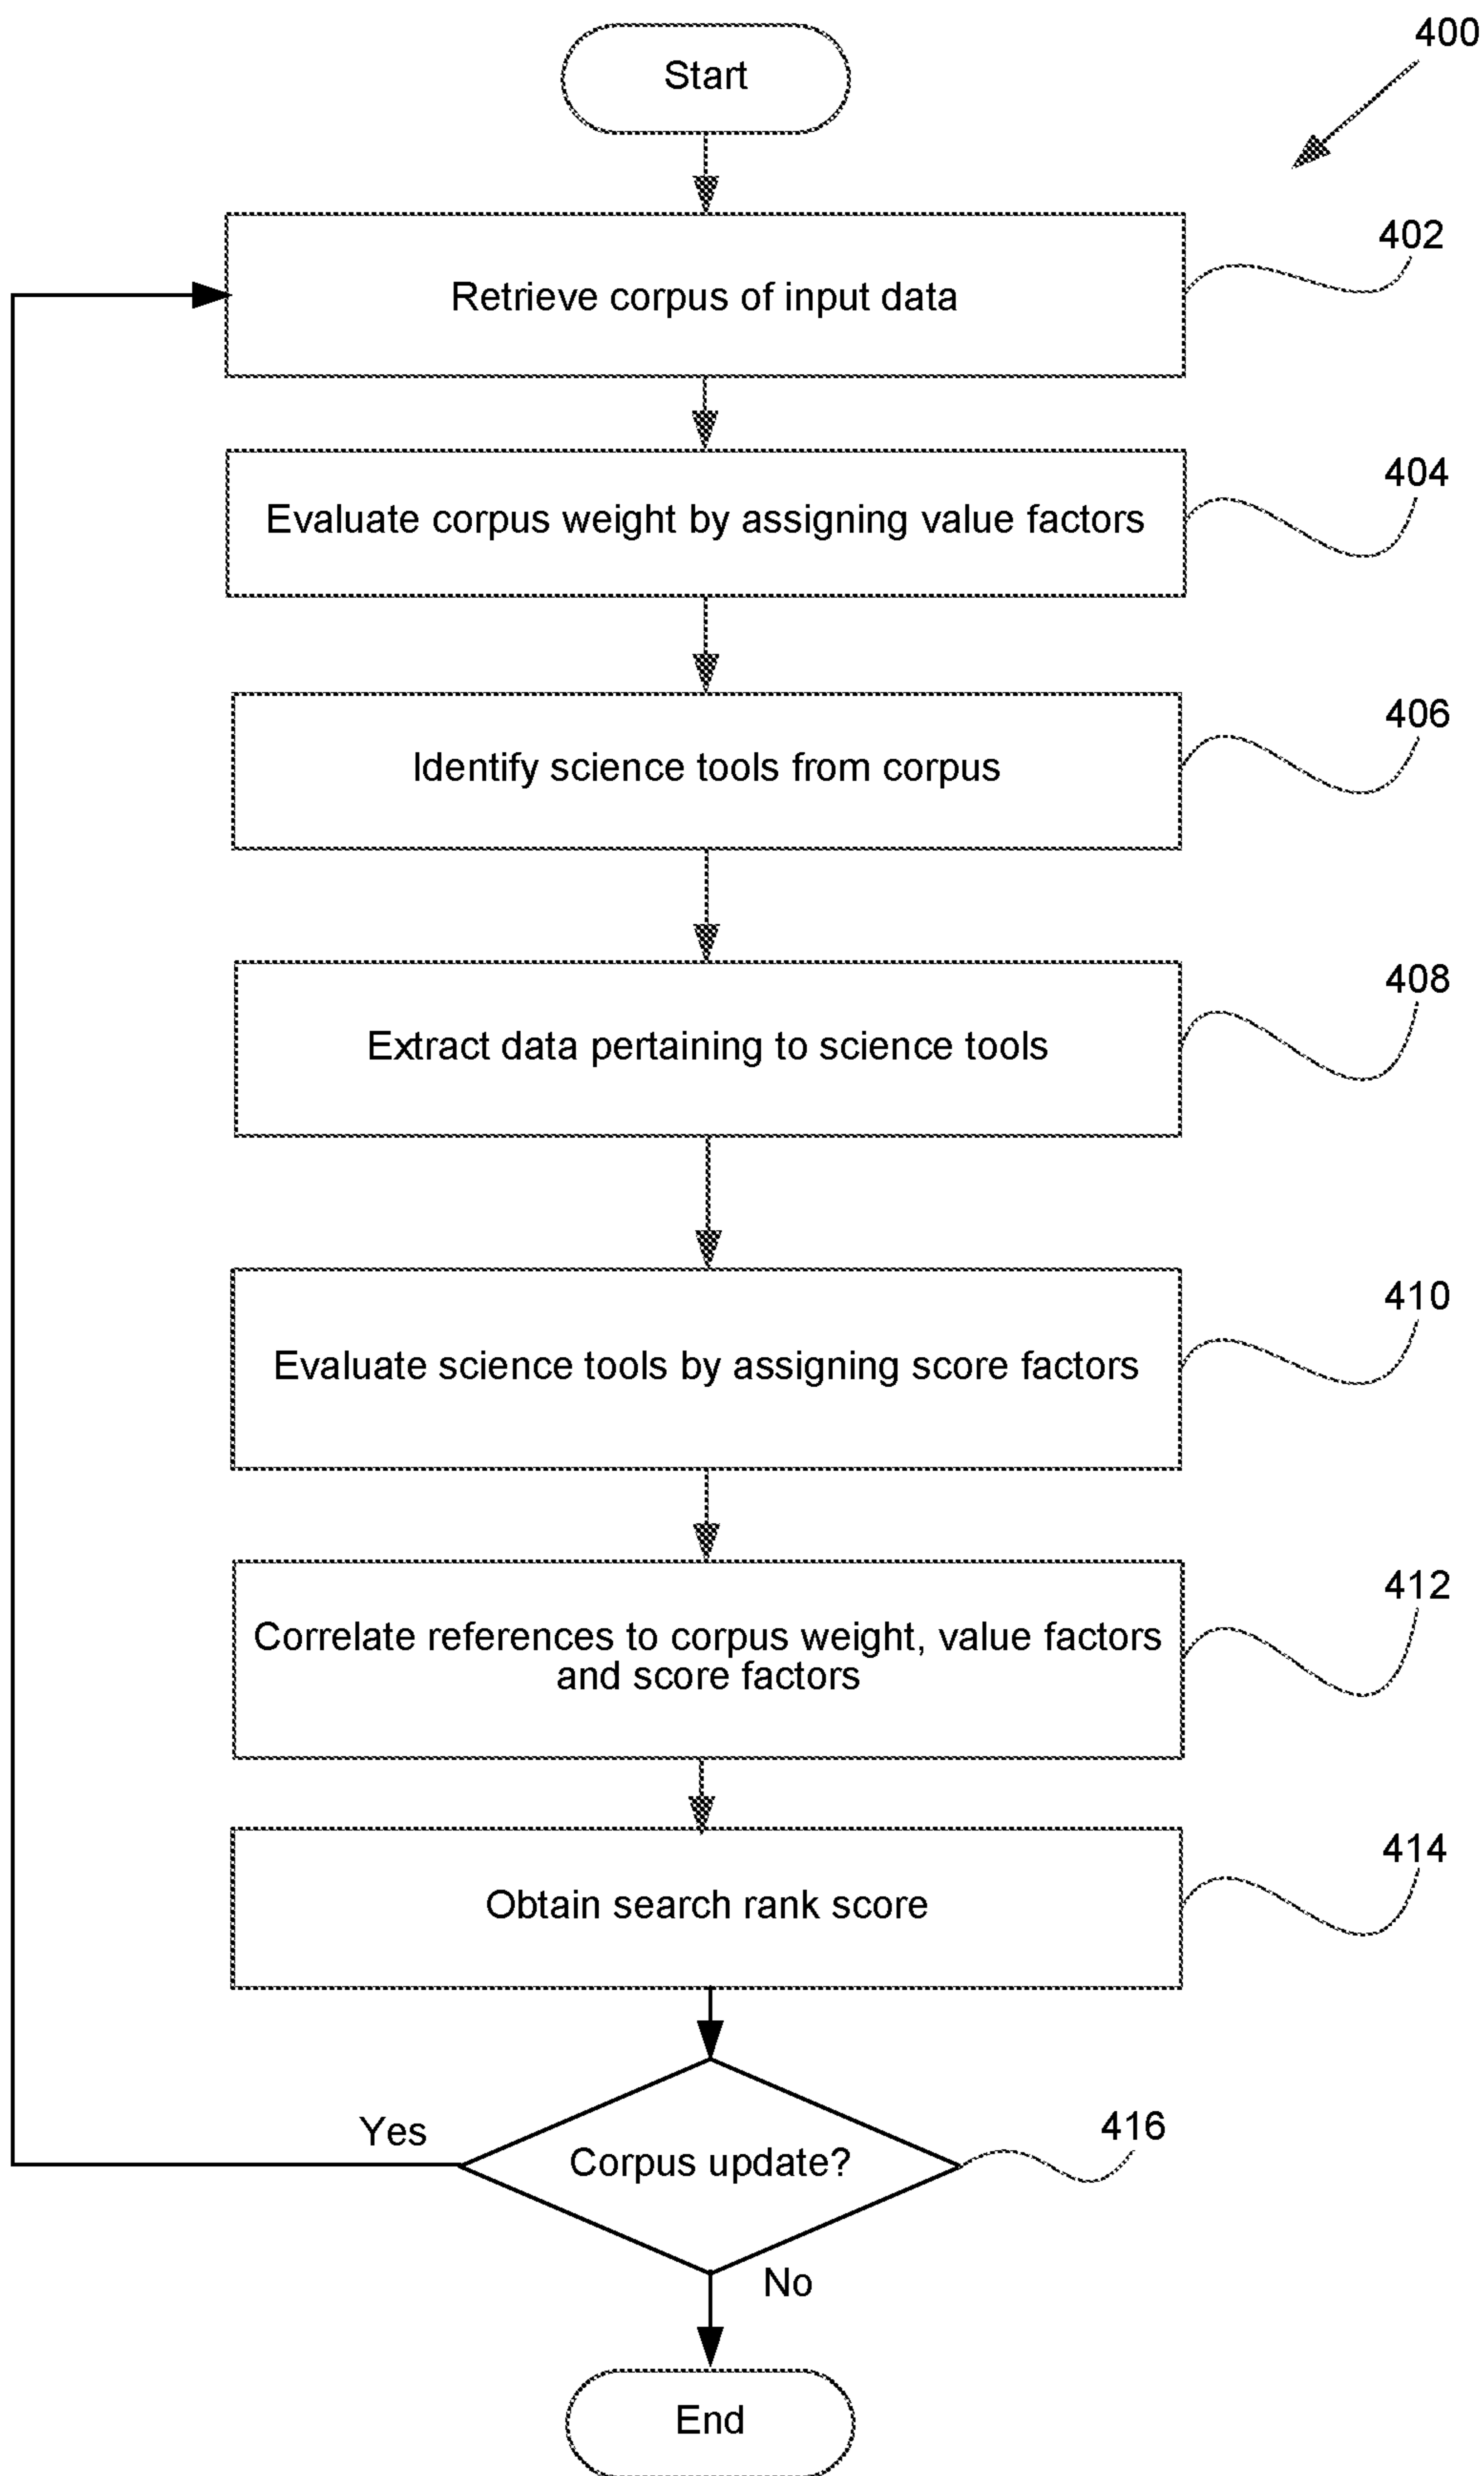 400
Start
402
Retrieve corpus of input data
404
Evaluate corpus weight by assigning value factors
406
Identify science tools from corpus
408
Extract data pertaining to science tools
410
Evaluate science tools by assigning score factors
412
Correlate references to corpus weight, value factors
and score factors
414
Obtain search rank score
Yes
416
Corpus update?
No
End